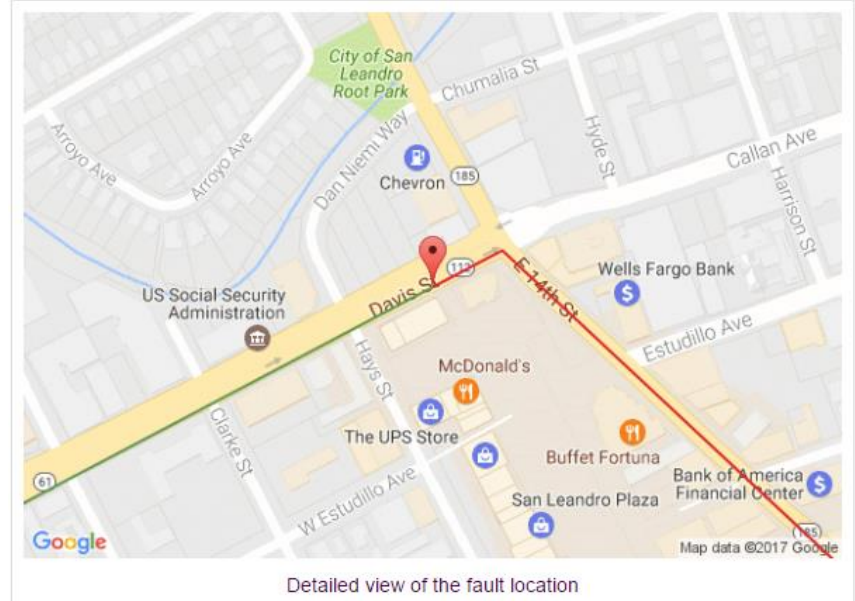 City of San
Leandro
Root Park
Chumalia St
Arroyo Ave
Arroyo Ave
Dan Niemi Way
Hyde St
Callan Ave
Harrison St
Chevron
185
112
Davis St
E 14th St
Wells Fargo Bank
US Social Security
Administration
Estudillo Ave
Hays St
McDonald's
The UPS Store
Clarke St
Buffet Fortuna
61
W Estudillo Ave
Bank of America
Financial Center
San Leandro Plaza
(185)
Google
Map data ©2017 Google
Detailed view of the fault location